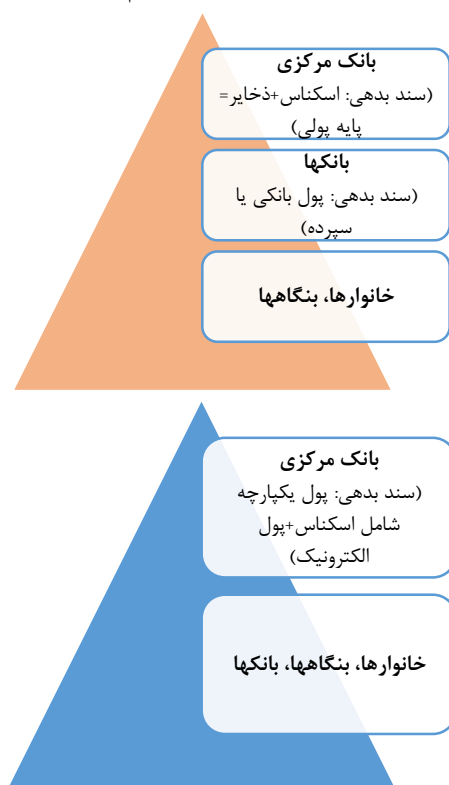 بانک مرکزی
(سند بدهی: اسکناس+ذخایر=
پایه پولی)
بانکها
(سند بدهی: پول بانکی یا
سپرده)
خانوارها، بنگاهها
بانک مرکزی
(سند بدهی: پول یکپارچه
شامل اسکناس+پول
الکترونیک)
خانوارها، بنگاهها، بانکها